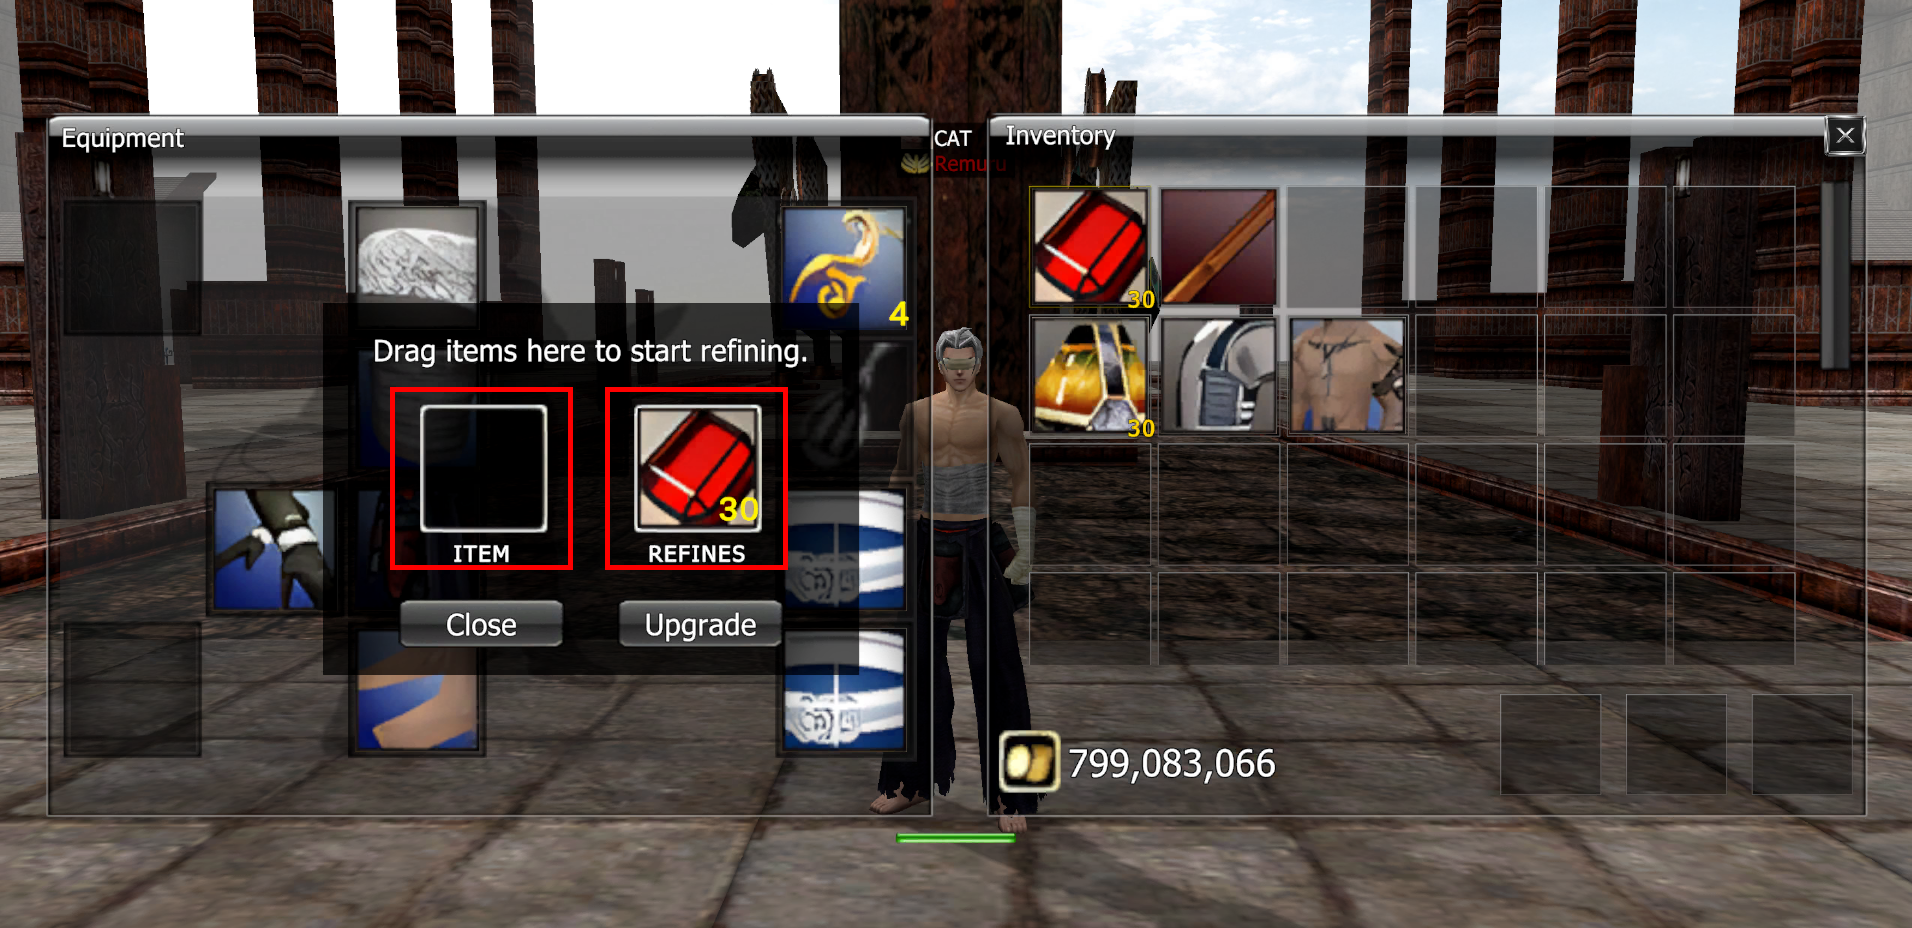 Equipment
CAT
Remuru
Inventory
4
30
Drag items here to start refining.
30
30
ITEM
REFINES
Close
Upgrade
799,083,066